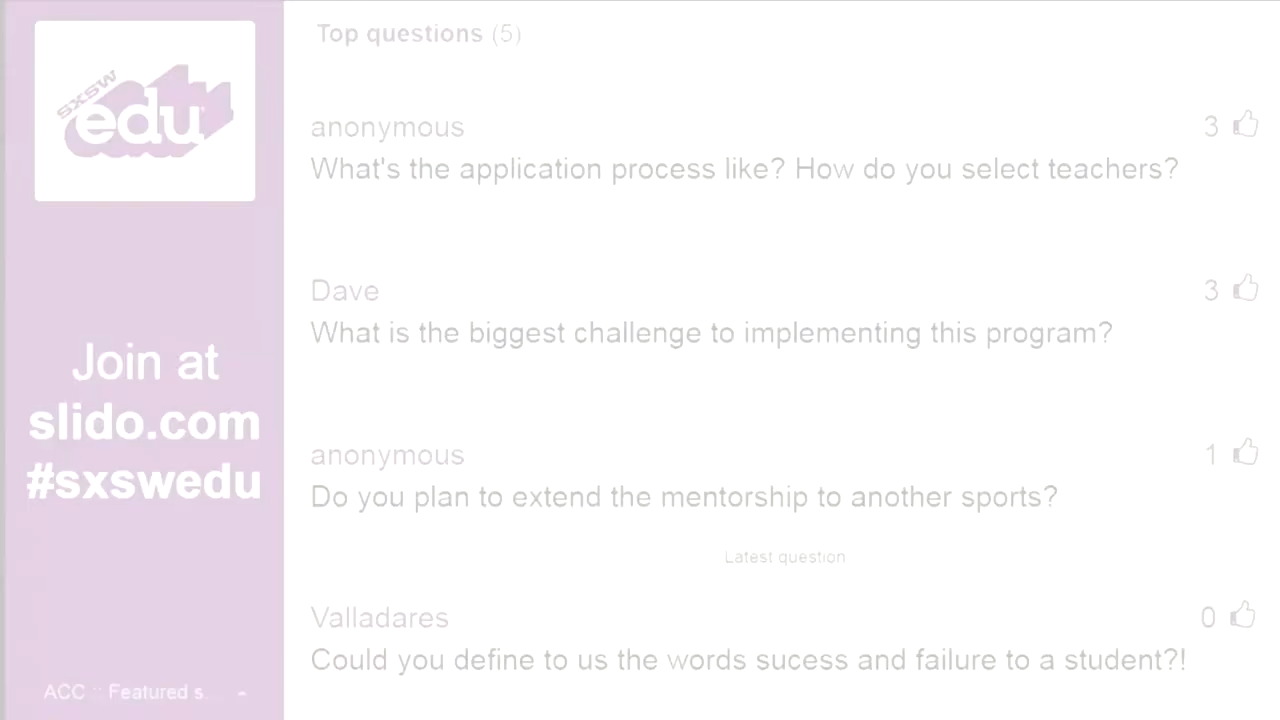 sxsw
edu
Join at
slido.com
#sxswedu
ACC :: Featured s...
Top questions (5)
anonymous
3
What's the application process like? How do you select teachers?
Dave
3
What is the biggest challenge to implementing this program?
anonymous
1
Do you plan to extend the mentorship to another sports?
Latest question
Valladares
0
Could you define to us the words sucess and failure to a student?!